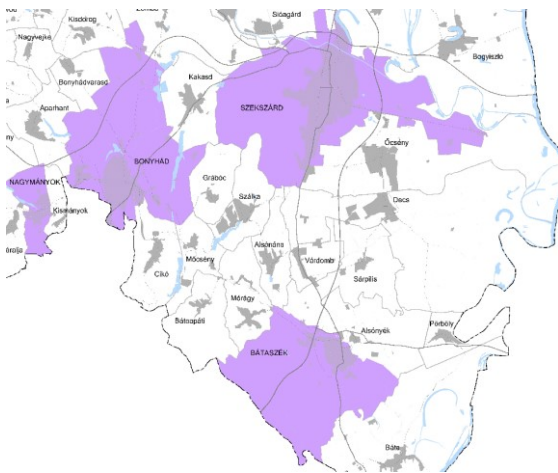 Kisdorog
Nagyvejke
Sióagárd
Bogyiszló
Bonyhádvarasd
Kakasd
Aparhant
SZEKSZÁRD
Őcsény
BONYHÁD
NAGYMÁNYOK
Grábóc
Kismányok
Szálka
Decs
Mőcsény
Alsónána
Várdomb
Cikó
Sárpilis
Bátaapáti
Mórágy
Alsónyék
Pörböly
BÁTASZÉK
Báta